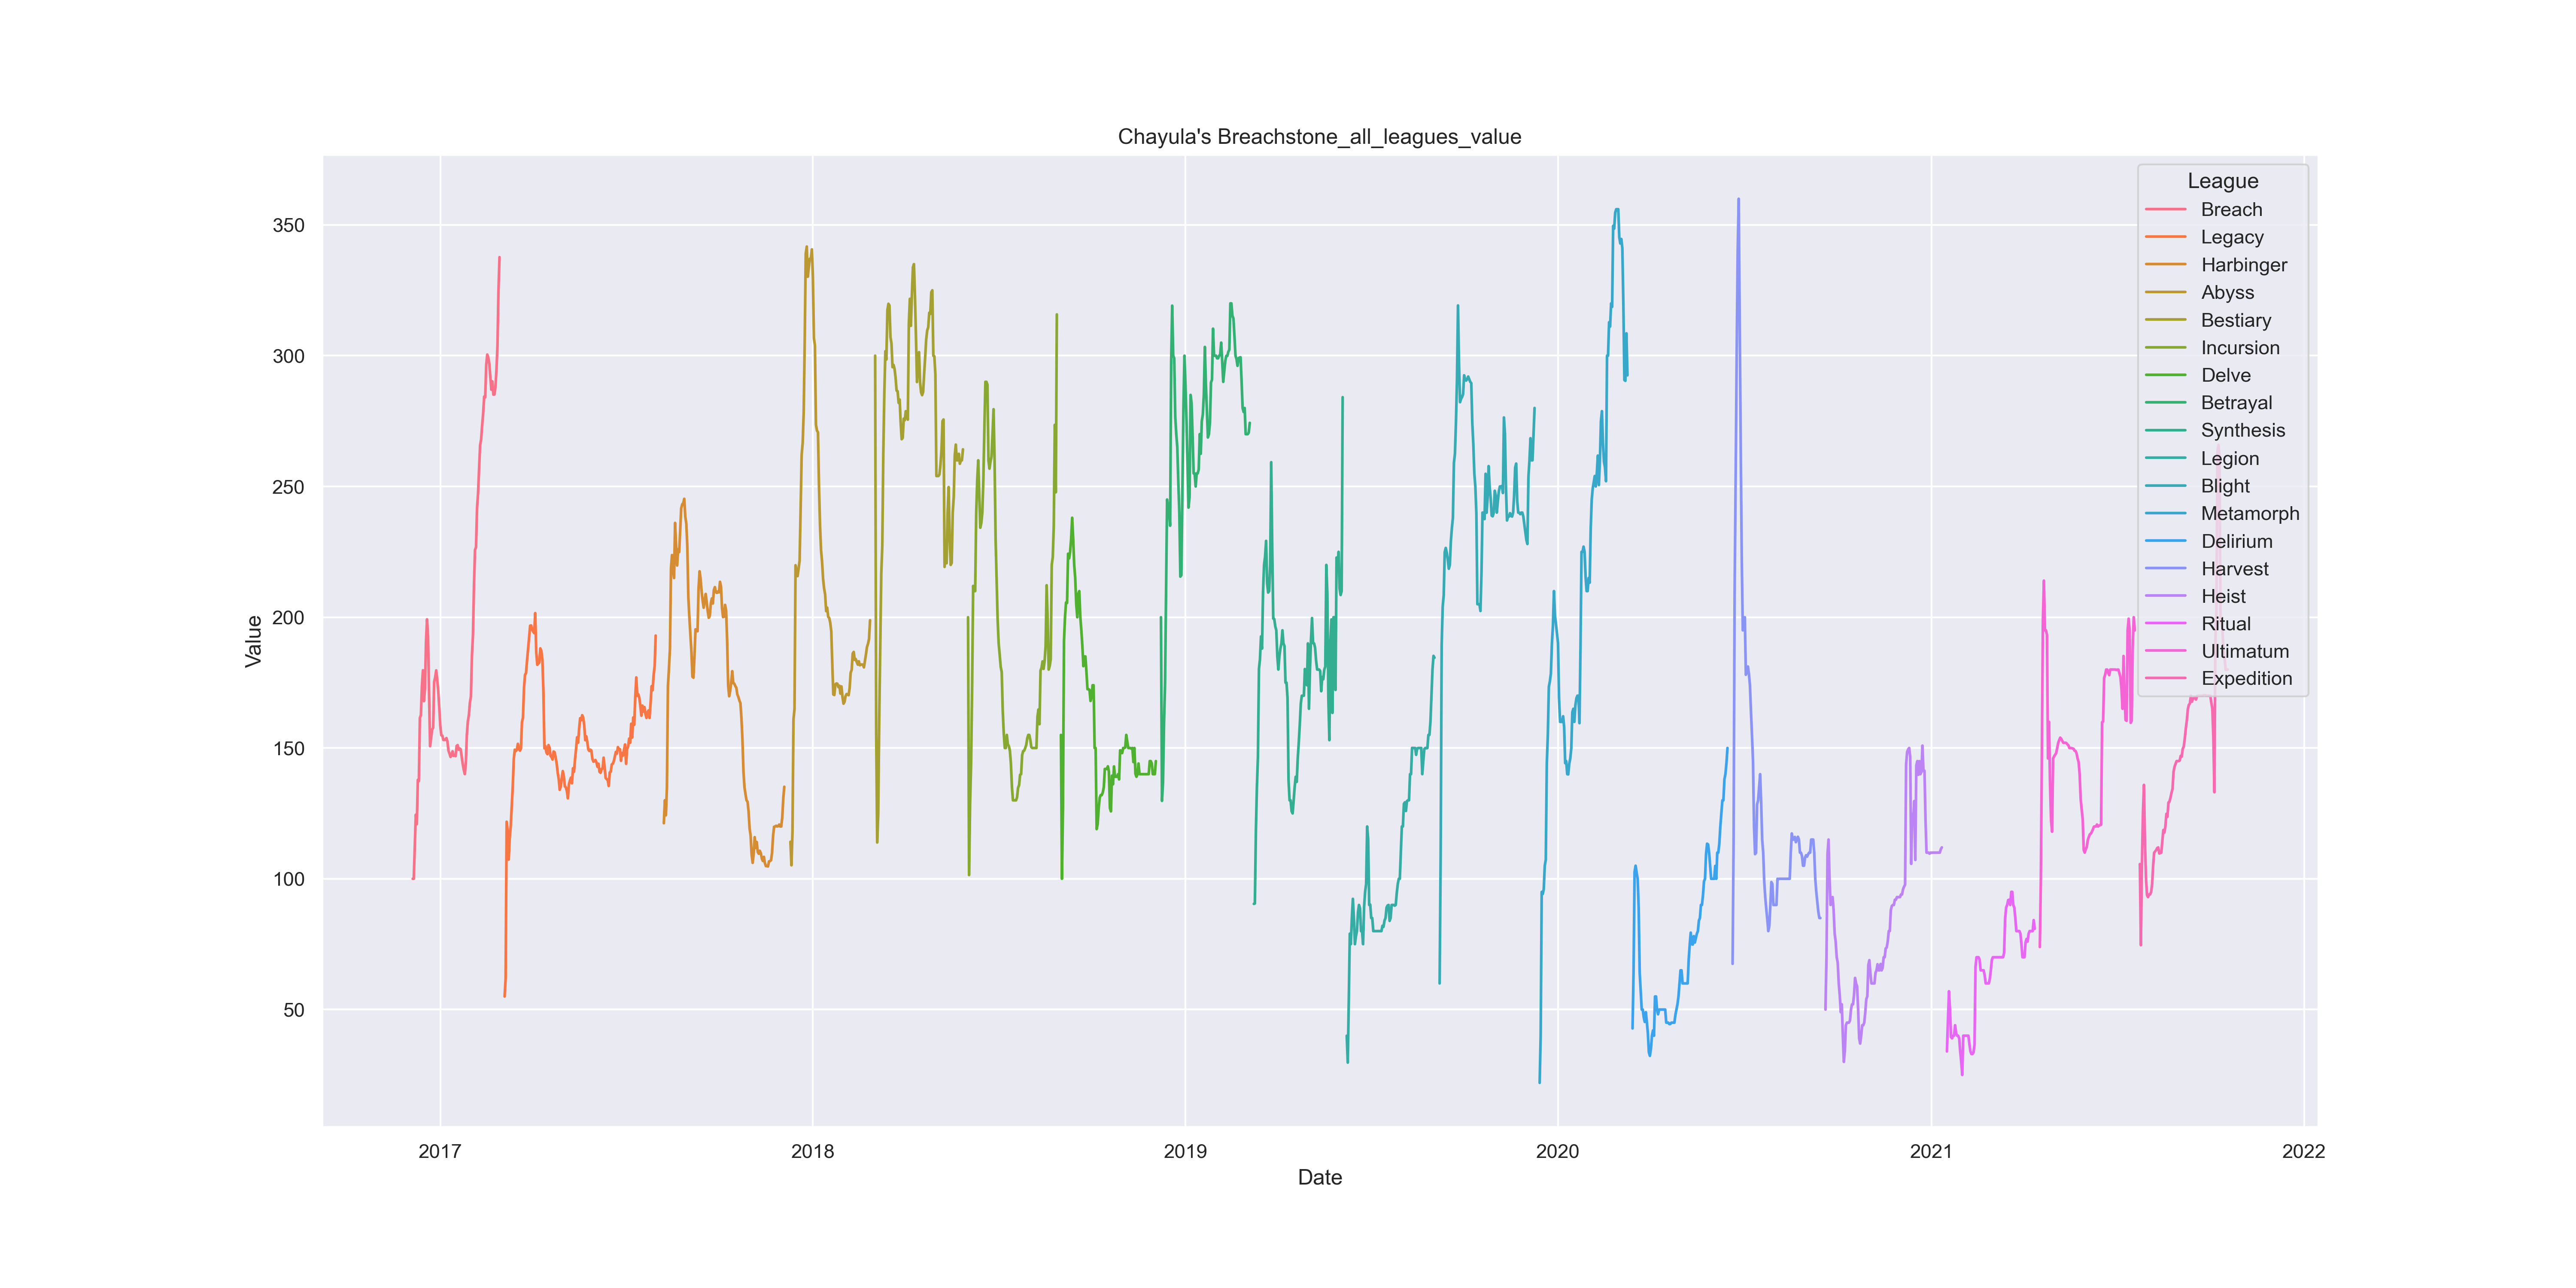 Chayula's Breachstone_all_leagues_value
League
Breach
Legacy
Harbinger
Abyss
Bestiary
Incursion
Delve
Betrayal
Synthesis
Legion
Blight
Metamorph
Delirium
Harvest
Heist
Ritual
Ultimatum
Expedition
350
300
250
200
150
100
50
Value
2017
2018
2019
2020
2021
2022
Date